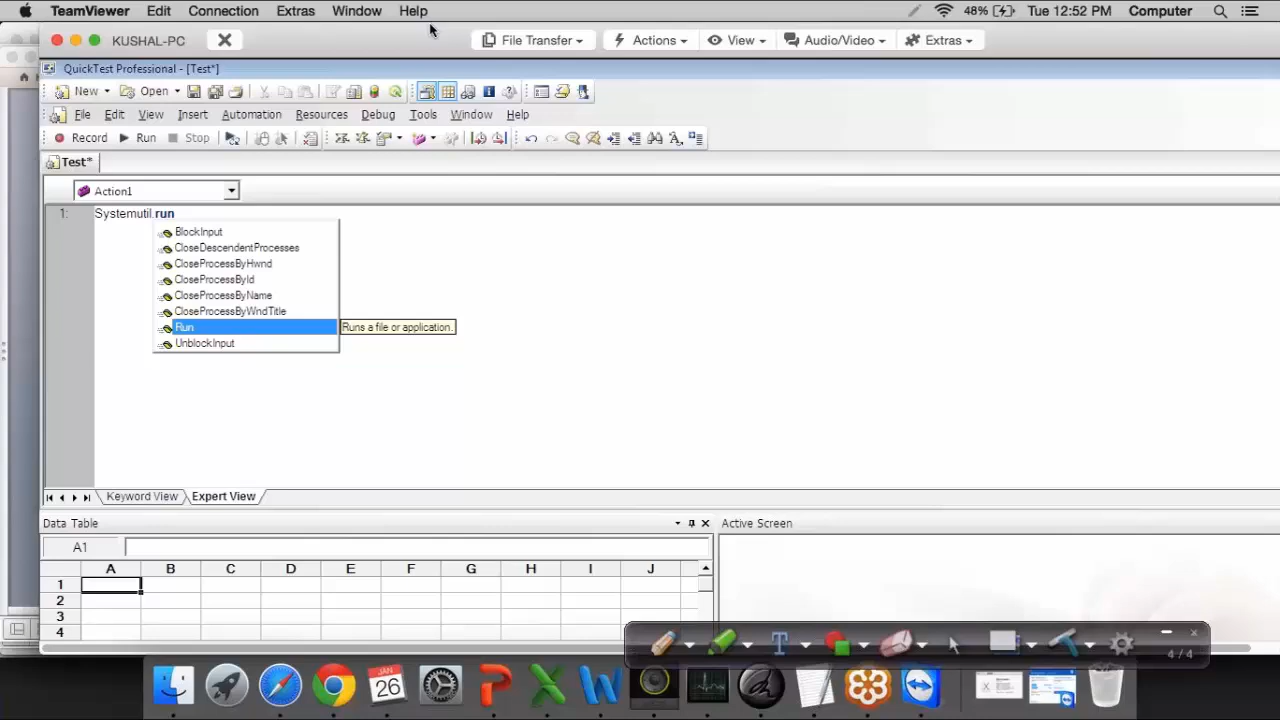 TeamViewer Edit Connection Extras Window Help 48% Tue 12:52 PM Computer
KUSHAL-PC File Transfer Actions View Audio/Video Extras
QuickTest Professional - [Test*]
New Open
File Edit View Insert Automation Resources Debug Tools Window Help
Record Run Stop
Test*
Action1
1: Systemutil.run
BlockInput
CloseDescendentProcesses
CloseProcessByHwnd
CloseProcessById
CloseProcessByName
CloseProcessByWndTitle
Run Runs a file or application.
UnblockInput
Keyword View Expert View
Data Table Active Screen
A1
A B C D E F G H I J
1
2
3
4
4 / 4
JAN
26